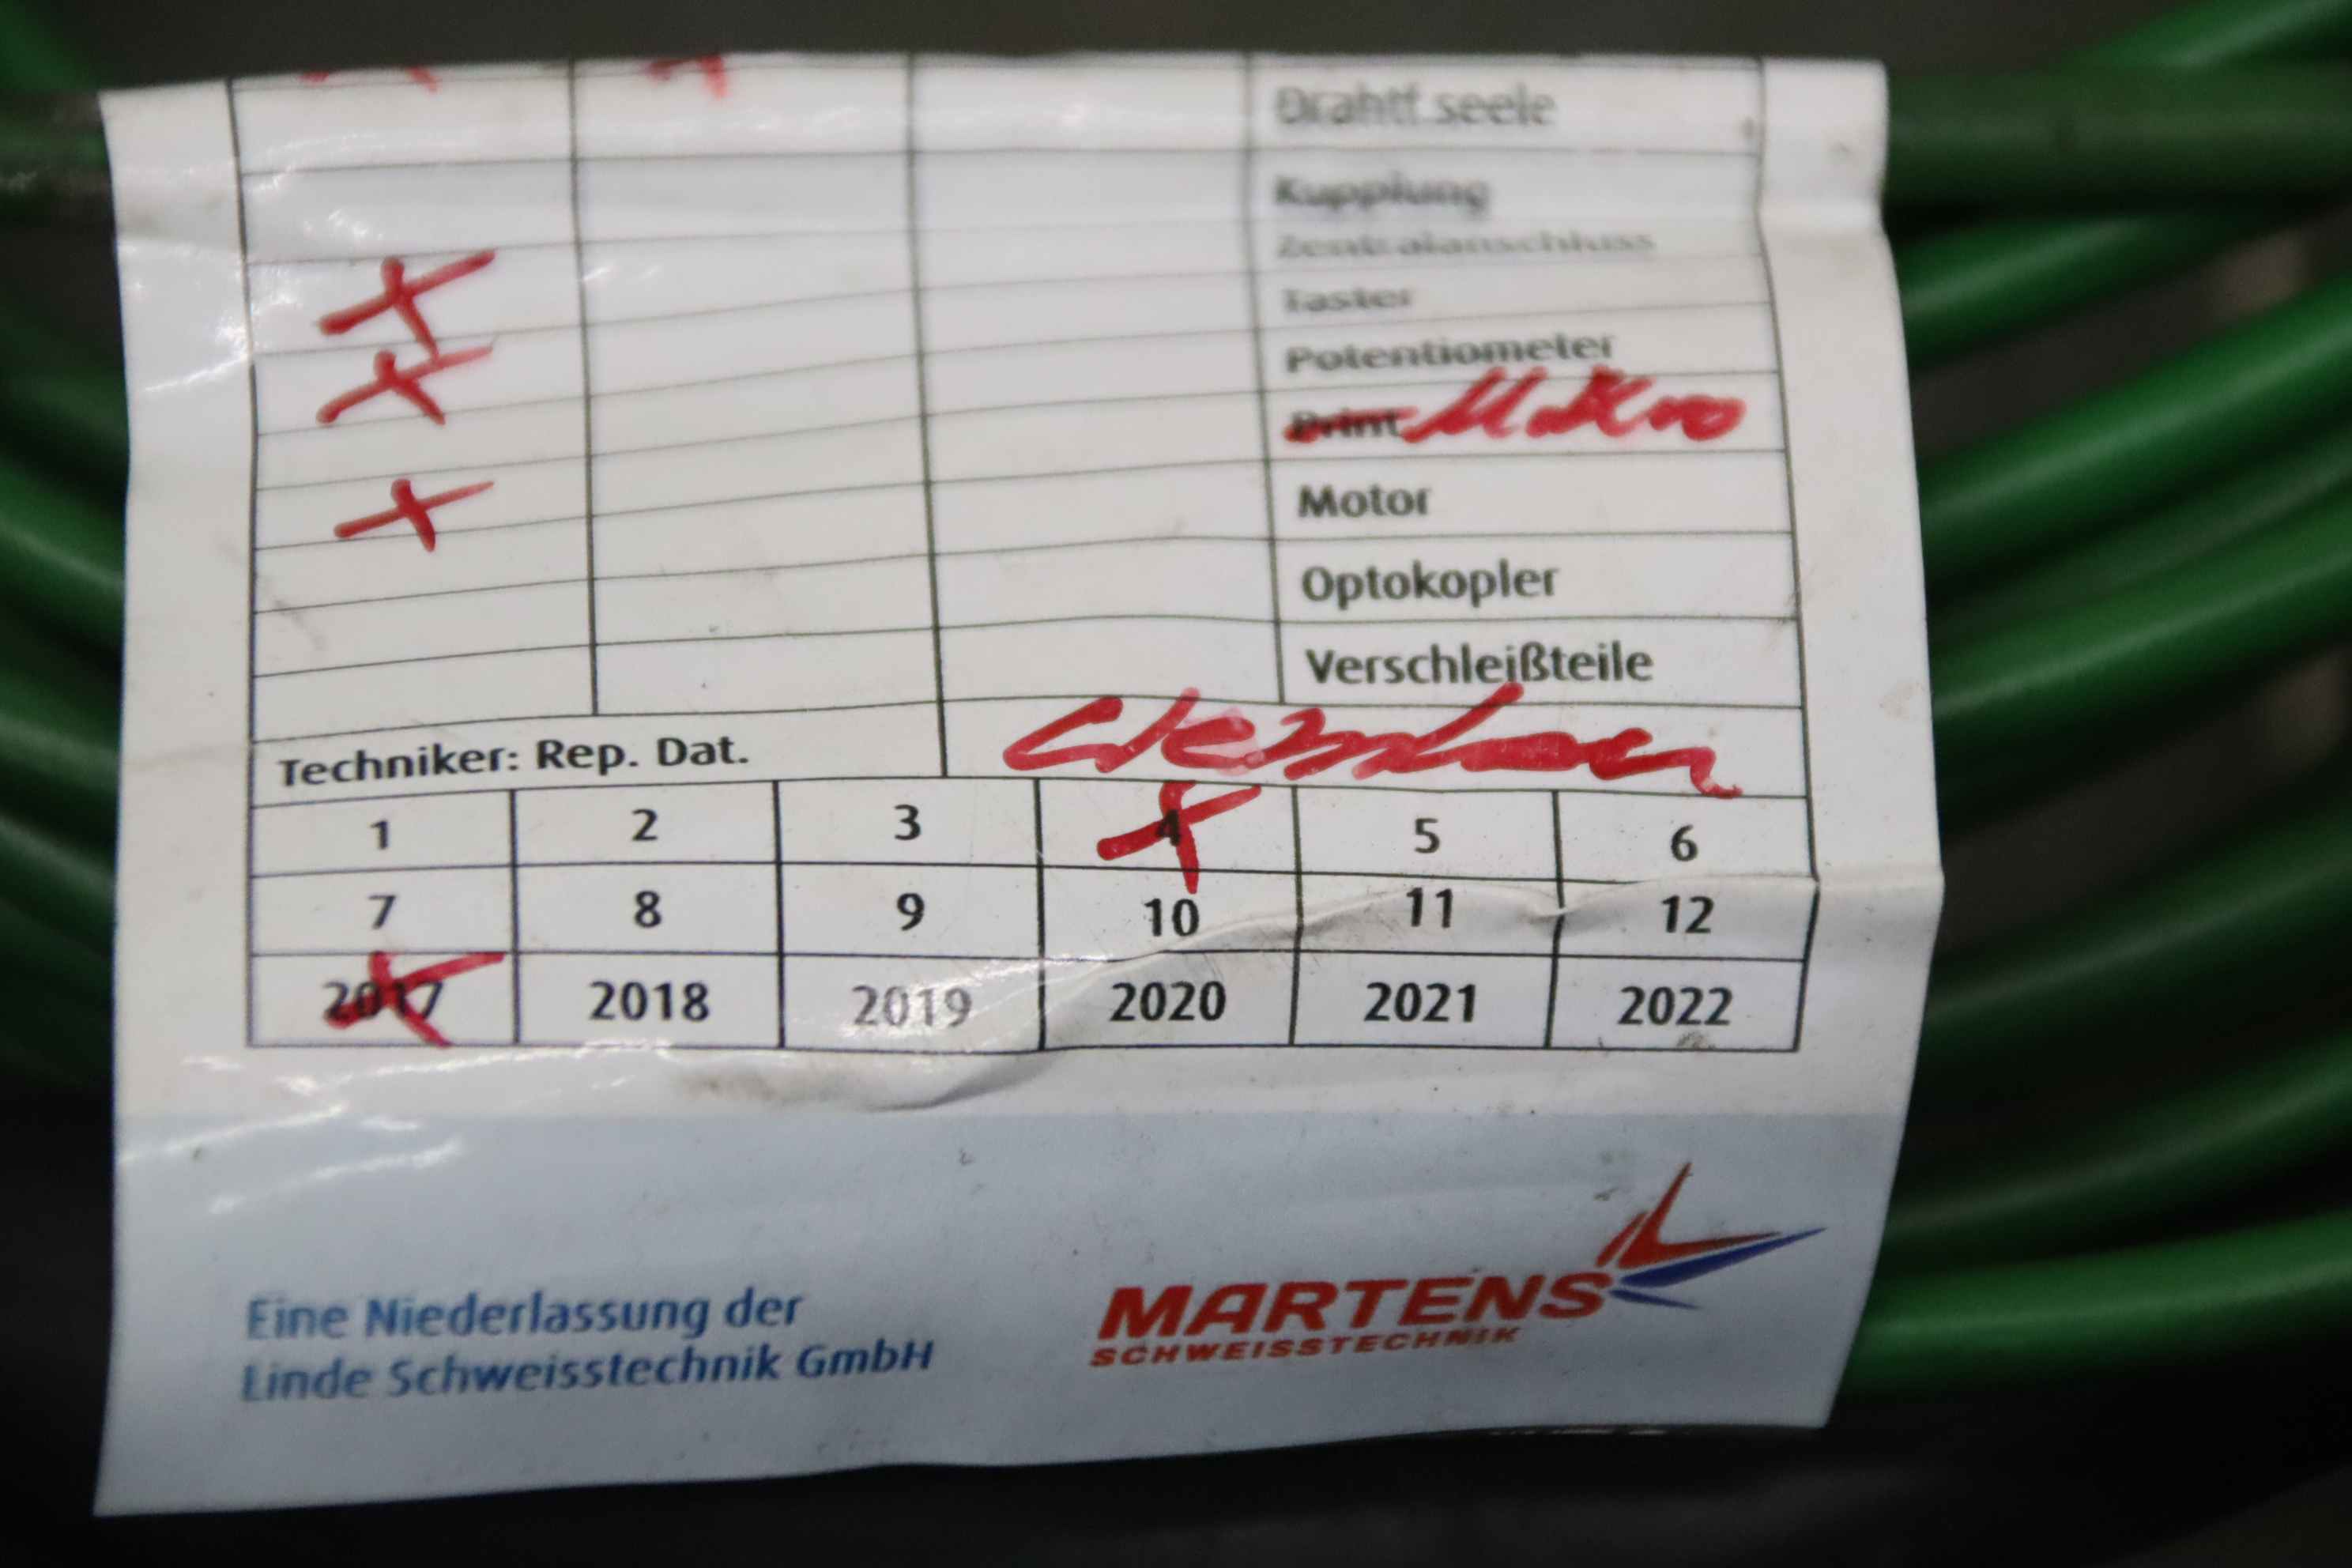 Drahtf.seele
Kupplung
Zentralanschluss
Taster
Potentiometer
Print Mikro
Motor
Optokopler
Verschleißteile
Techniker: Rep. Dat.
1 2 3 4 5 6
7 8 9 10 11 12
2017 2018 2019 2020 2021 2022
Eine Niederlassung der
Linde Schweisstechnik GmbH
MARTENS
SCHWEISSTECHNIK